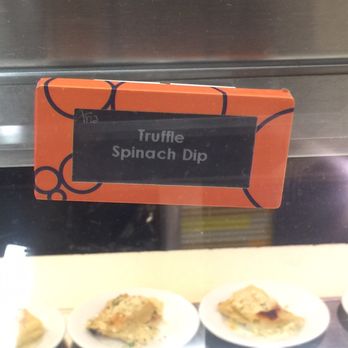 Truffle
Spinach Dip